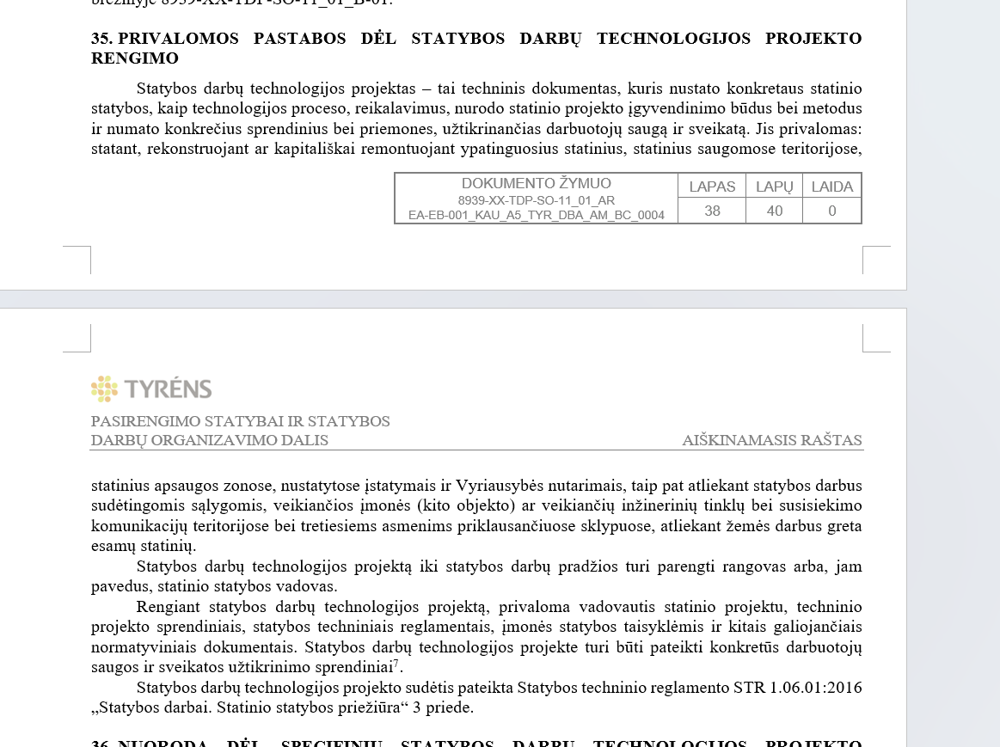 brėžinyje 8939-XX-TDP-SO-11_01_B-01.
35. PRIVALOMOS PASTABOS DĖL STATYBOS DARBŲ TECHNOLOGIJOS PROJEKTO
RENGIMO
Statybos darbų technologijos projektas – tai techninis dokumentas, kuris nustato konkretaus statinio
statybos, kaip technologijos proceso, reikalavimus, nurodo statinio projekto įgyvendinimo būdus bei metodus
ir numato konkrečius sprendinius bei priemones, užtikrinančias darbuotojų saugą ir sveikatą. Jis privalomas:
statant, rekonstruojant ar kapitališkai remontuojant ypatinguosius statinius, statinius saugomose teritorijose,
DOKUMENTO ŽYMUO
8939-XX-TDP-SO-11_01_AR
EA-EB-001_KAU_A5_TYR_DBA_AM_BC_0004
LAPAS LAPŲ LAIDA
38 40 0
TYRÉNS
PASIRENGIMO STATYBAI IR STATYBOS
DARBŲ ORGANIZAVIMO DALIS AIŠKINAMASIS RAŠTAS
statinius apsaugos zonose, nustatytose įstatymais ir Vyriausybės nutarimais, taip pat atliekant statybos darbus
sudėtingomis sąlygomis, veikiančios įmonės (kito objekto) ar veikiančių inžinerinių tinklų bei susisiekimo
komunikacijų teritorijose bei tretiesiems asmenims priklausančiuose sklypuose, atliekant žemės darbus greta
esamų statinių.
Statybos darbų technologijos projektą iki statybos darbų pradžios turi parengti rangovas arba, jam
pavedus, statinio statybos vadovas.
Rengiant statybos darbų technologijos projektą, privaloma vadovautis statinio projektu, techninio
projekto sprendiniais, statybos techniniais reglamentais, įmonės statybos taisyklėmis ir kitais galiojančiais
normatyviniais dokumentais. Statybos darbų technologijos projekte turi būti pateikti konkretūs darbuotojų
saugos ir sveikatos užtikrinimo sprendiniai⁷.
Statybos darbų technologijos projekto sudėtis pateikta Statybos techninio reglamento STR 1.06.01:2016
„Statybos darbai. Statinio statybos priežiūra“ 3 priede.
36. NUORODA DĖL SPECIFINIŲ STATYBOS DARBŲ TECHNOLOGIJOS PROJEKTO